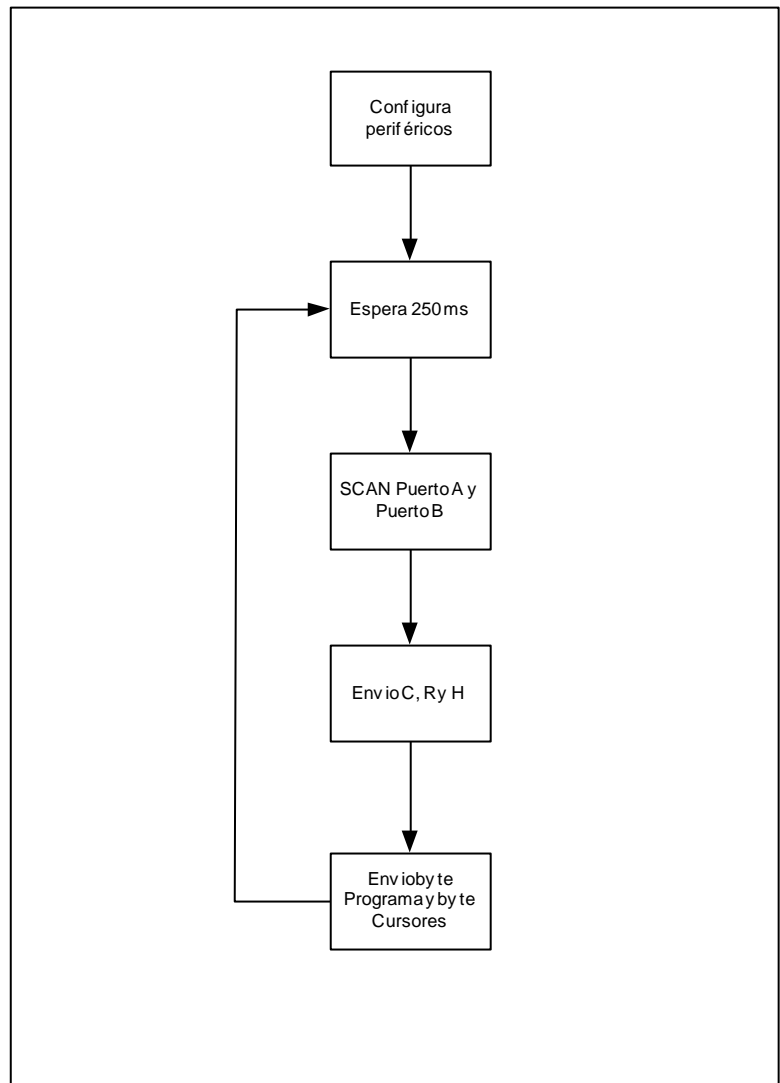 Configura
periféricos
Espera 250ms
SCAN Puerto A y
Puerto B
Envio C, R y H
Envio byte
Programa y byte
Cursores